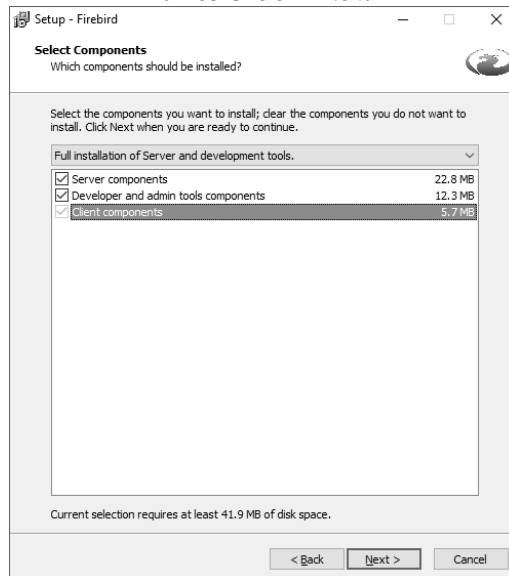 Setup - Firebird
Select Components
Which components should be installed?
Select the components you want to install; clear the components you do not want to
install. Click Next when you are ready to continue.
Full installation of Server and development tools.
Server components 22.8 MB
Developer and admin tools components 12.3 MB
Client components 5.7 MB
Current selection requires at least 41.9 MB of disk space.
< Back Next > Cancel